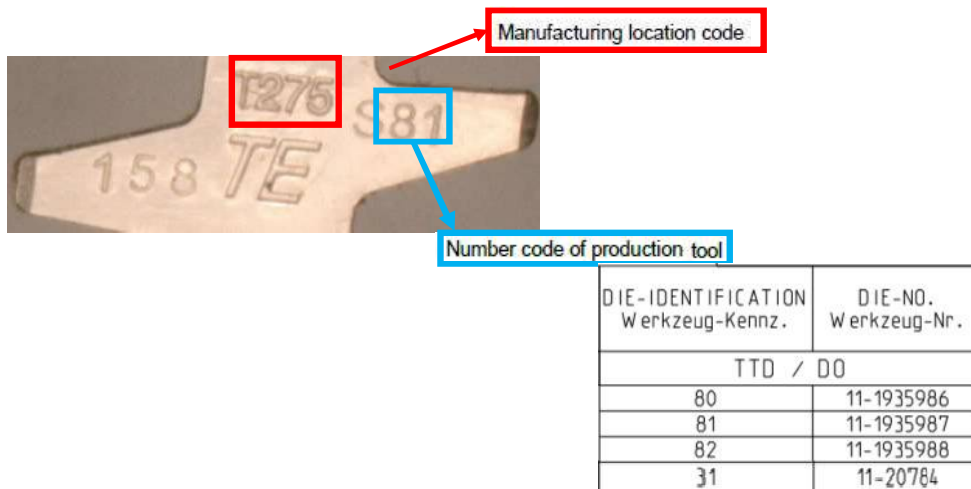 Manufacturing location code
T275
S81
158 TE
Number code of production tool
DIE-IDENTIFICATION DIE-NO.
Werkzeug-Kennz. Werkzeug-Nr.
TTD / DO
80 11-1935986
81 11-1935987
82 11-1935988
31 11-20784